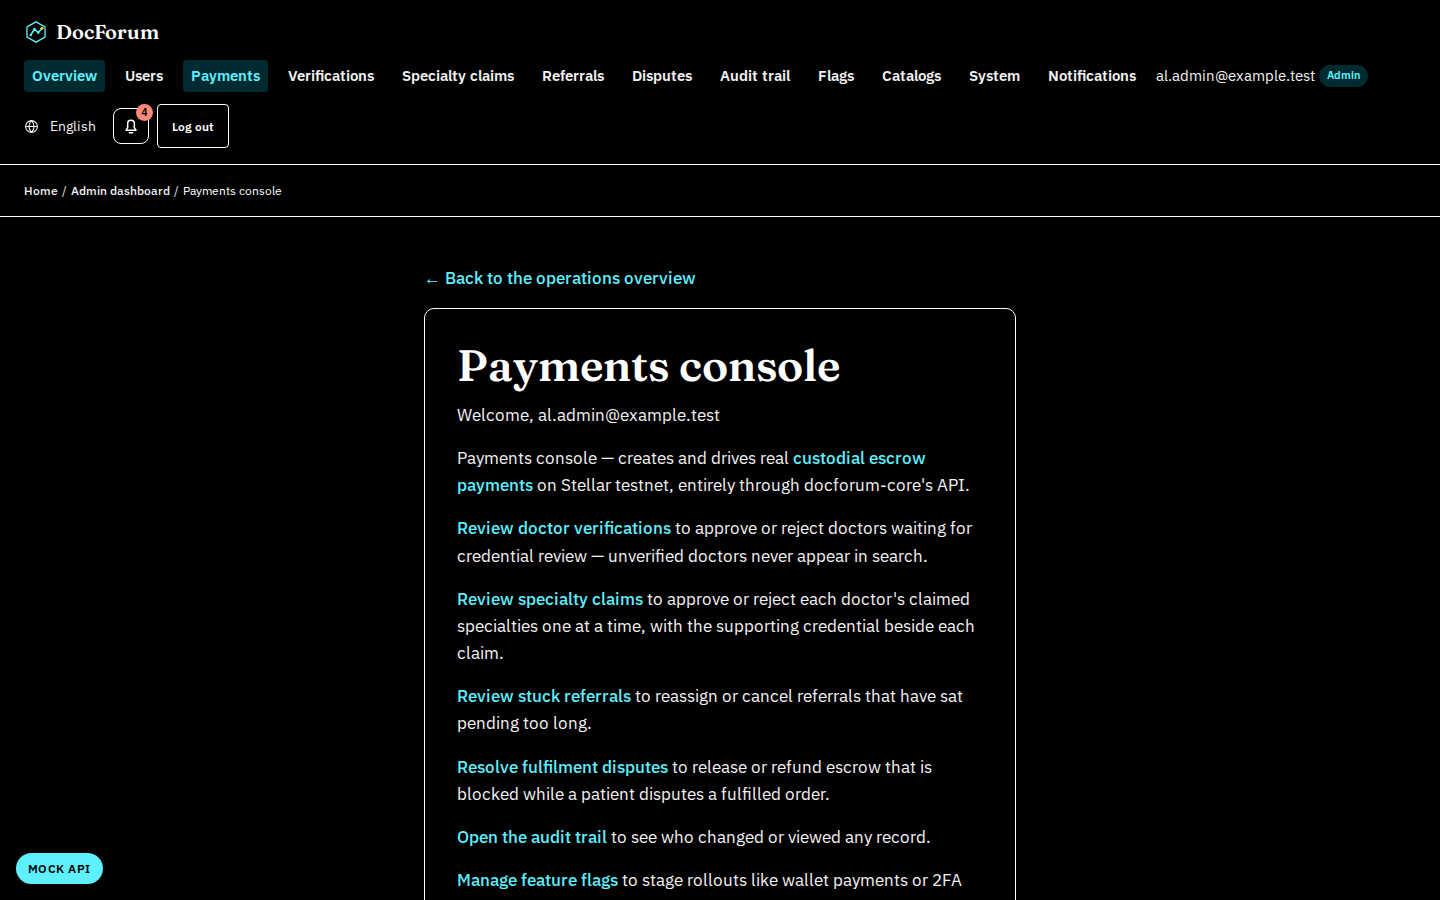 DocForum
Overview Users Payments Verifications Specialty claims Referrals Disputes Audit trail Flags Catalogs System Notifications al.admin@example.test Admin
English 4 Log out
Home / Admin dashboard / Payments console
← Back to the operations overview
Payments console
Welcome, al.admin@example.test
Payments console — creates and drives real custodial escrow
payments on Stellar testnet, entirely through docforum-core's API.
Review doctor verifications to approve or reject doctors waiting for
credential review — unverified doctors never appear in search.
Review specialty claims to approve or reject each doctor's claimed
specialties one at a time, with the supporting credential beside each
claim.
Review stuck referrals to reassign or cancel referrals that have sat
pending too long.
Resolve fulfilment disputes to release or refund escrow that is
blocked while a patient disputes a fulfilled order.
Open the audit trail to see who changed or viewed any record.
MOCK API
Manage feature flags to stage rollouts like wallet payments or 2FA